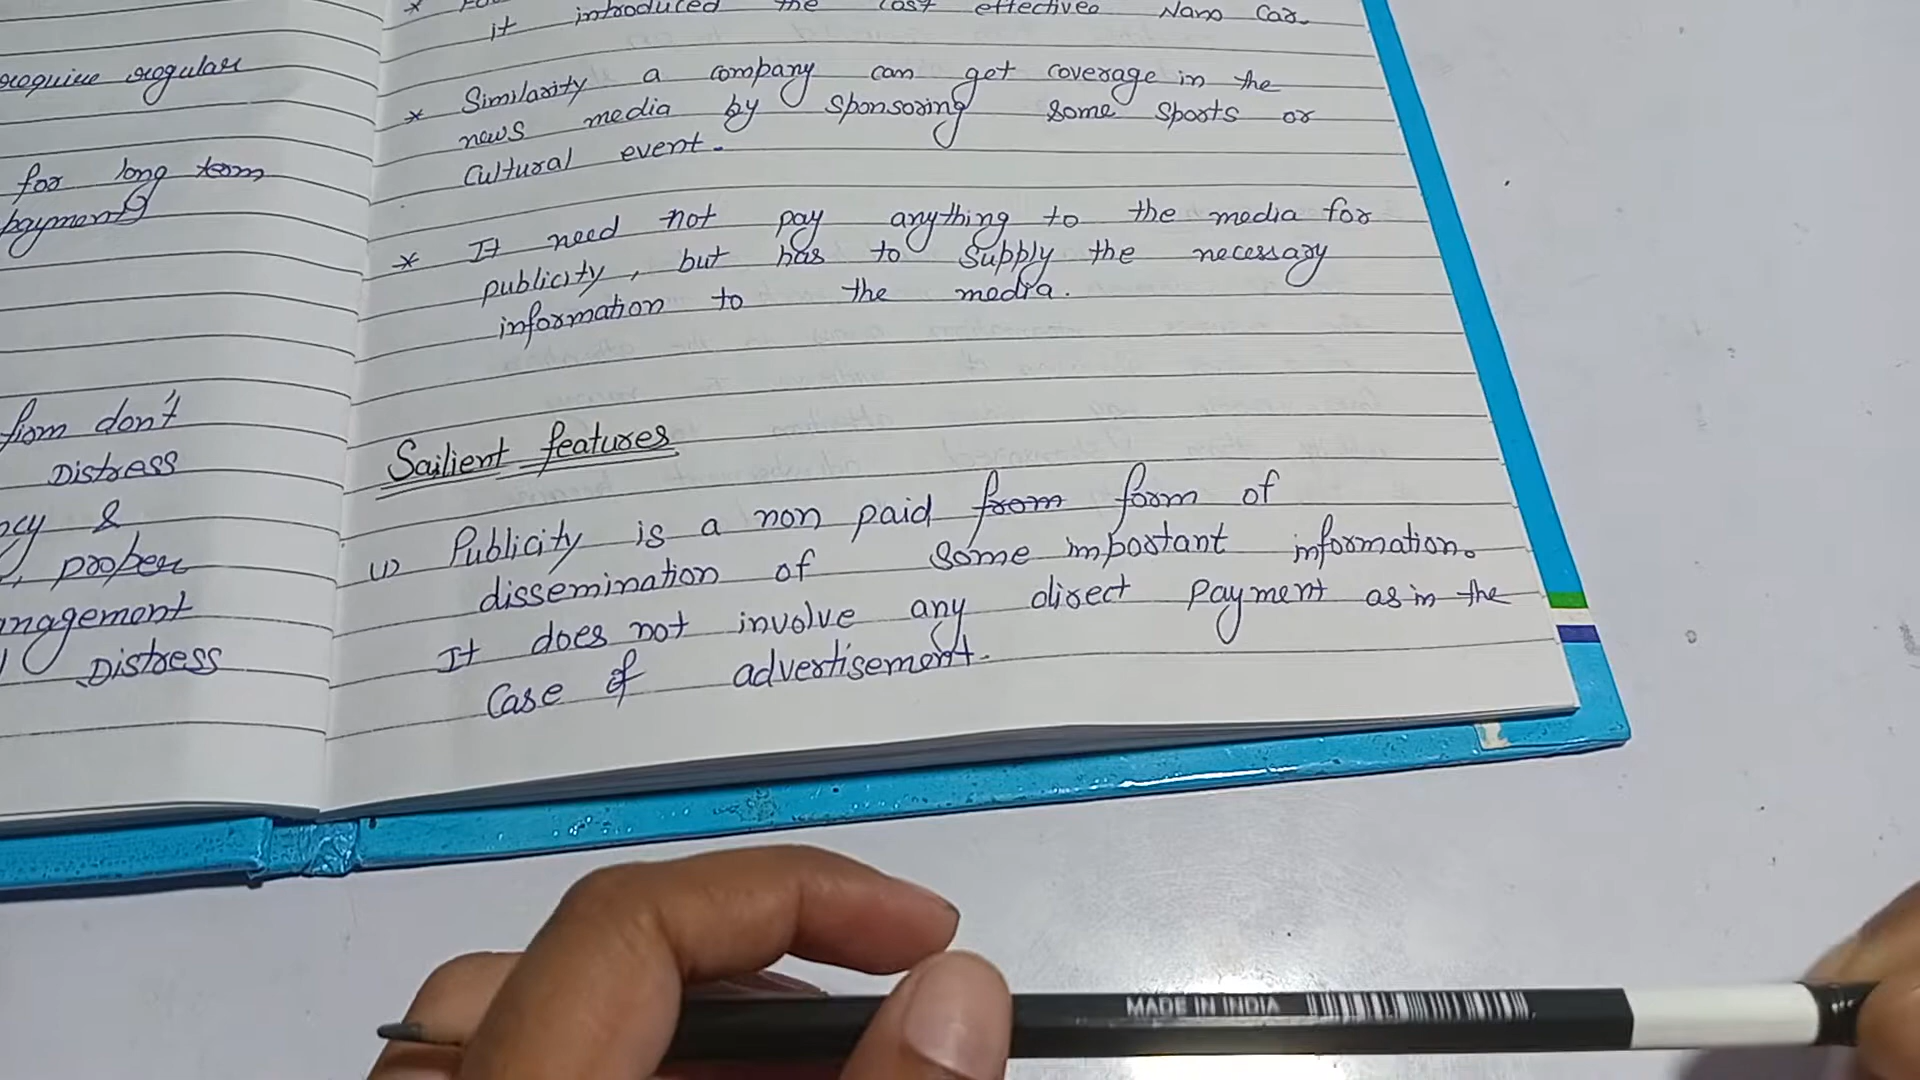 require regular
for long term
payment
firm don't
Distress
&
, proper
Distress
* 
it introduced the cost effective Nano Car.
* Similarity a company can get coverage in the
news media by sponsoring some sports or
cultural event.
* It need not pay anything to the media for
publicity, but has to supply the necessary
information to the media.
Sailient features
(1) Publicity is a non paid from form of
dissemination of some important information.
It does not involve any direct payment as in the
case of advertisement.
MADE IN INDIA